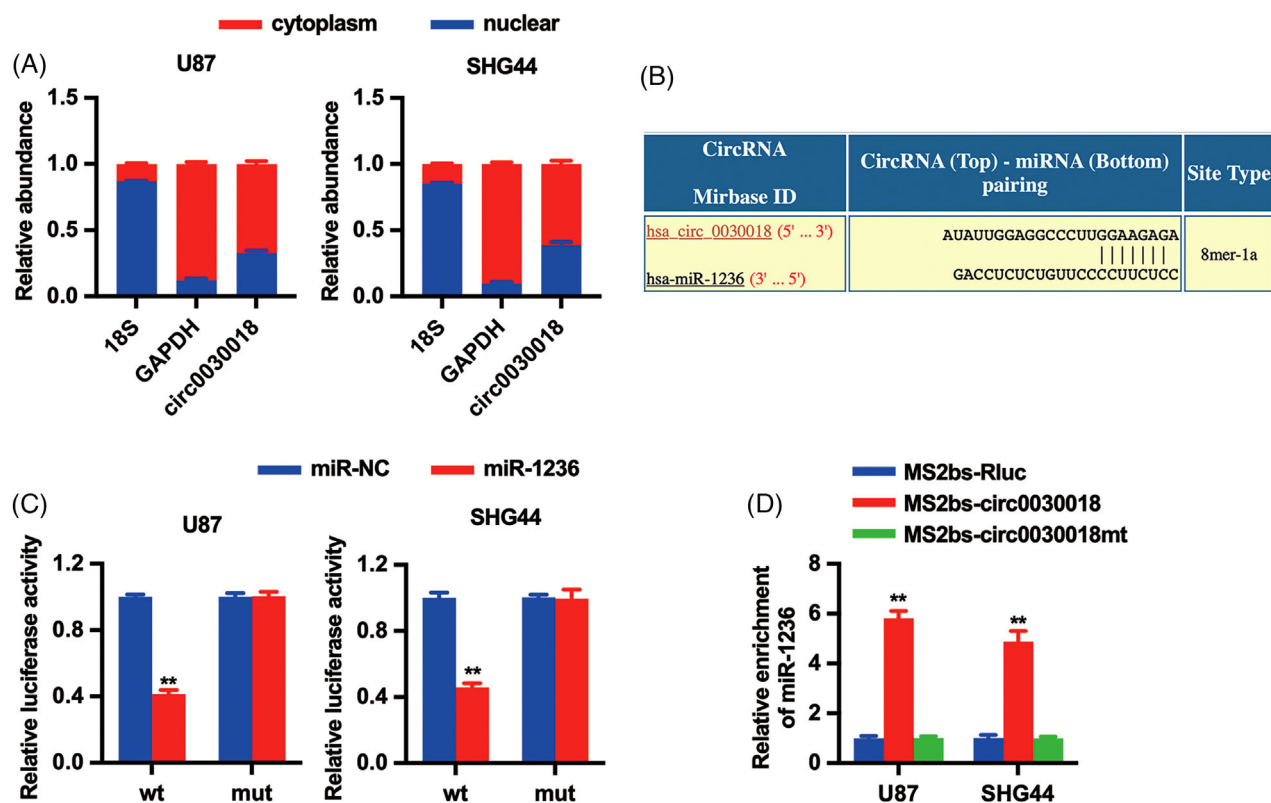 cytoplasm nuclear
(A)
U87
SHG44
Relative abundance
1.5
1.0
0.5
0.0
18S
GAPDH
circ0030018
Relative abundance
1.5
1.0
0.5
0.0
18S
GAPDH
circ0030018
(B)
CircRNA
Mirbase ID
CircRNA (Top) - miRNA (Bottom)
pairing
Site Type
hsa_circ_0030018 (5' ... 3')
AUAUUGGAGGCCCUUGGAAGAGA
|||||||
hsa-miR-1236 (3' ... 5')
GACCUCUCUGUUCCCCUUCUCC
8mer-1a
miR-NC miR-1236
(C)
U87
SHG44
Relative luciferase activity
1.2
0.8
0.4
0.0
**
wt mut
Relative luciferase activity
1.2
0.8
0.4
0.0
**
wt mut
MS2bs-Rluc
MS2bs-circ0030018
MS2bs-circ0030018mt
(D)
Relative enrichment
of miR-1236
8
6
4
2
0
**
**
U87 SHG44